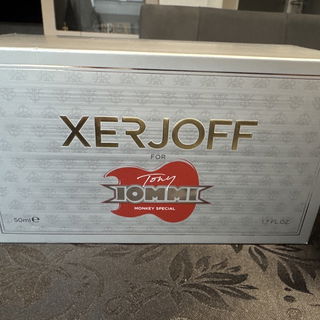 XERJOFF
FOR
Tony
IOMMI
MONKEY SPECIAL
50ml e 1.7 FL.OZ.